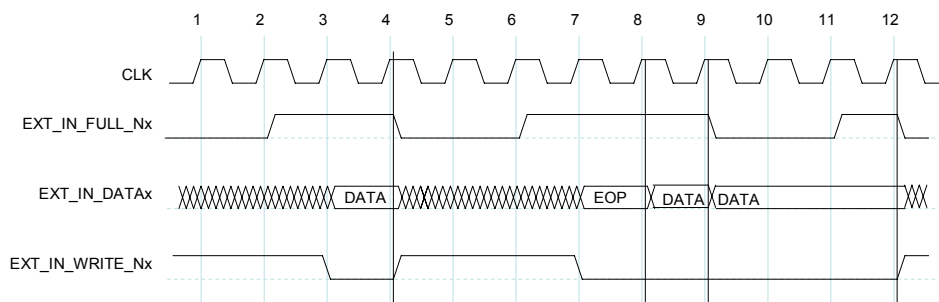 1 2 3 4 5 6 7 8 9 10 11 12
CLK
EXT_IN_FULL_Nx
EXT_IN_DATAx DATA EOP DATA DATA
EXT_IN_WRITE_Nx